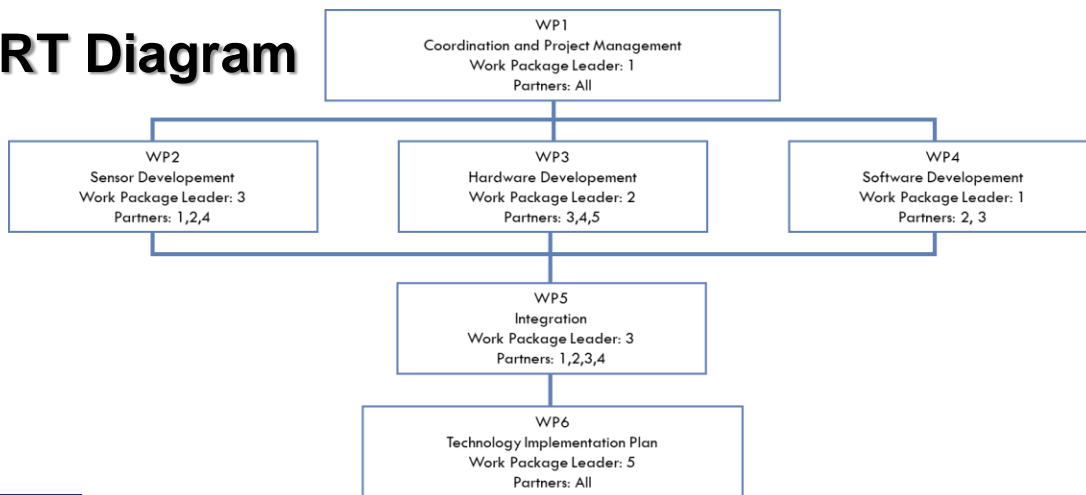 RT Diagram
WP1
Coordination and Project Management
Work Package Leader: 1
Partners: All
WP2
Sensor Developement
Work Package Leader: 3
Partners: 1,2,4
WP3
Hardware Developement
Work Package Leader: 2
Partners: 3,4,5
WP4
Software Developement
Work Package Leader: 1
Partners: 2, 3
WP5
Integration
Work Package Leader: 3
Partners: 1,2,3,4
WP6
Technology Implementation Plan
Work Package Leader: 5
Partners: All